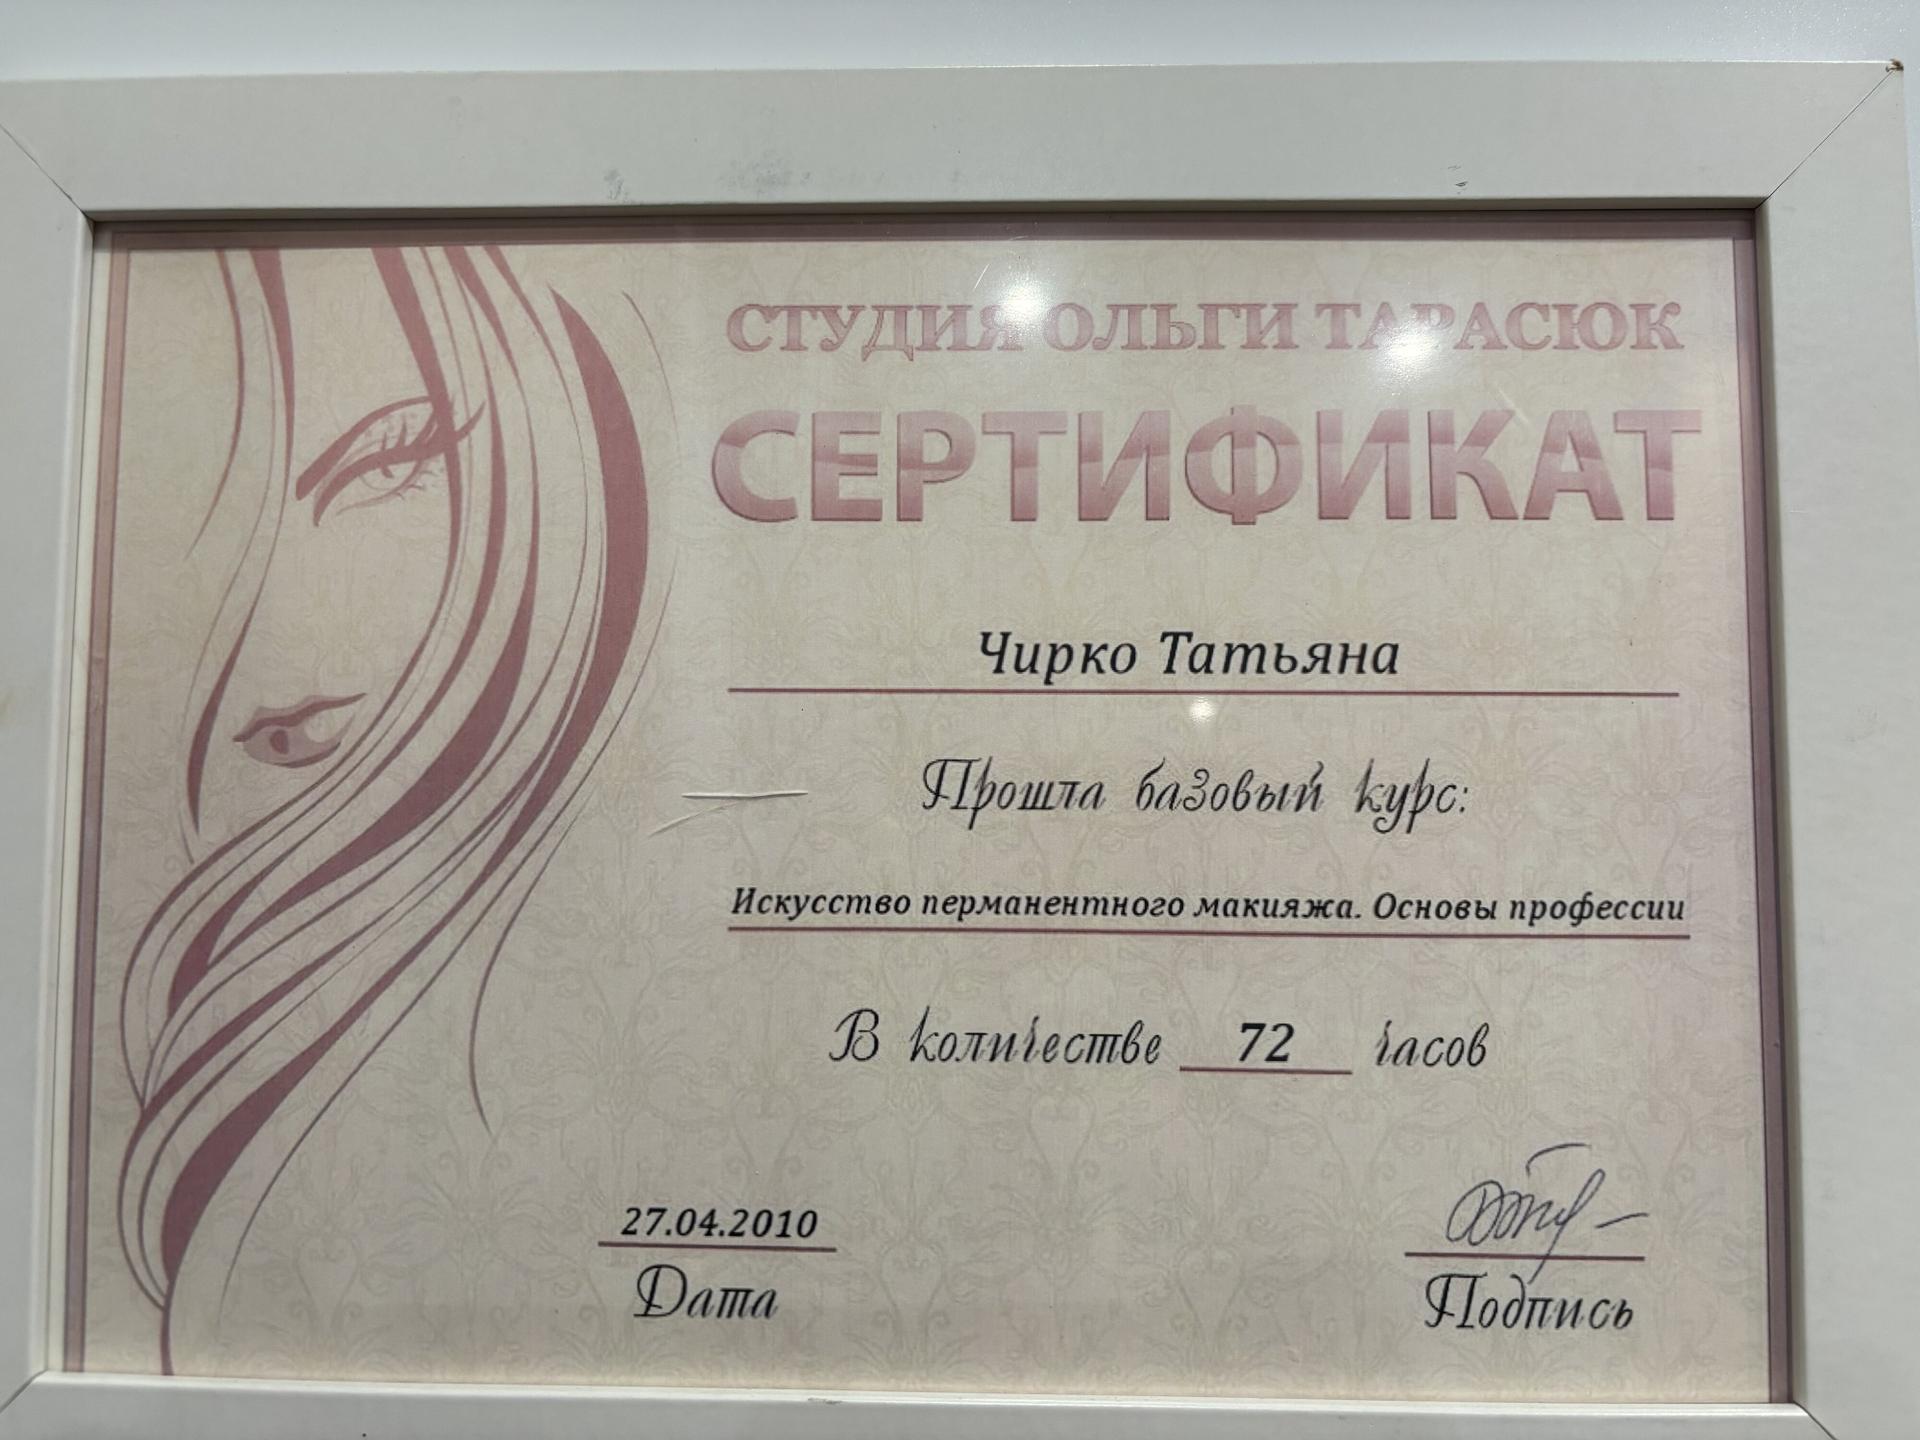 СТУДИЯ ОЛЬГИ ТАРАСЮК
СЕРТИФИКАТ
Чирко Татьяна
Прошла базовый курс:
Искусство перманентного макияжа. Основы профессии
В количестве 72 часов
27.04.2010
Дата
Подпись